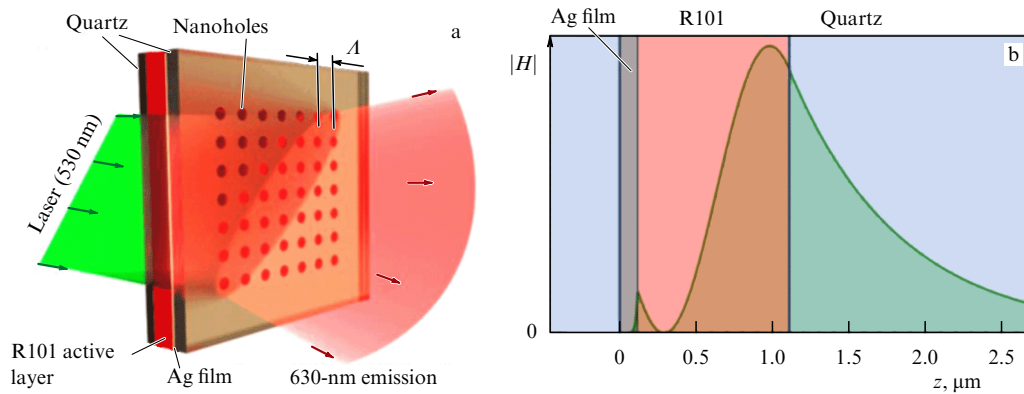 Quartz
Nanoholes
Λ
a
Laser (530 nm)
R101 active
layer
Ag film
630-nm emission
Ag film
R101
Quartz
|H|
b
0
0
0.5
1.0
1.5
2.0
2.5
z, μm